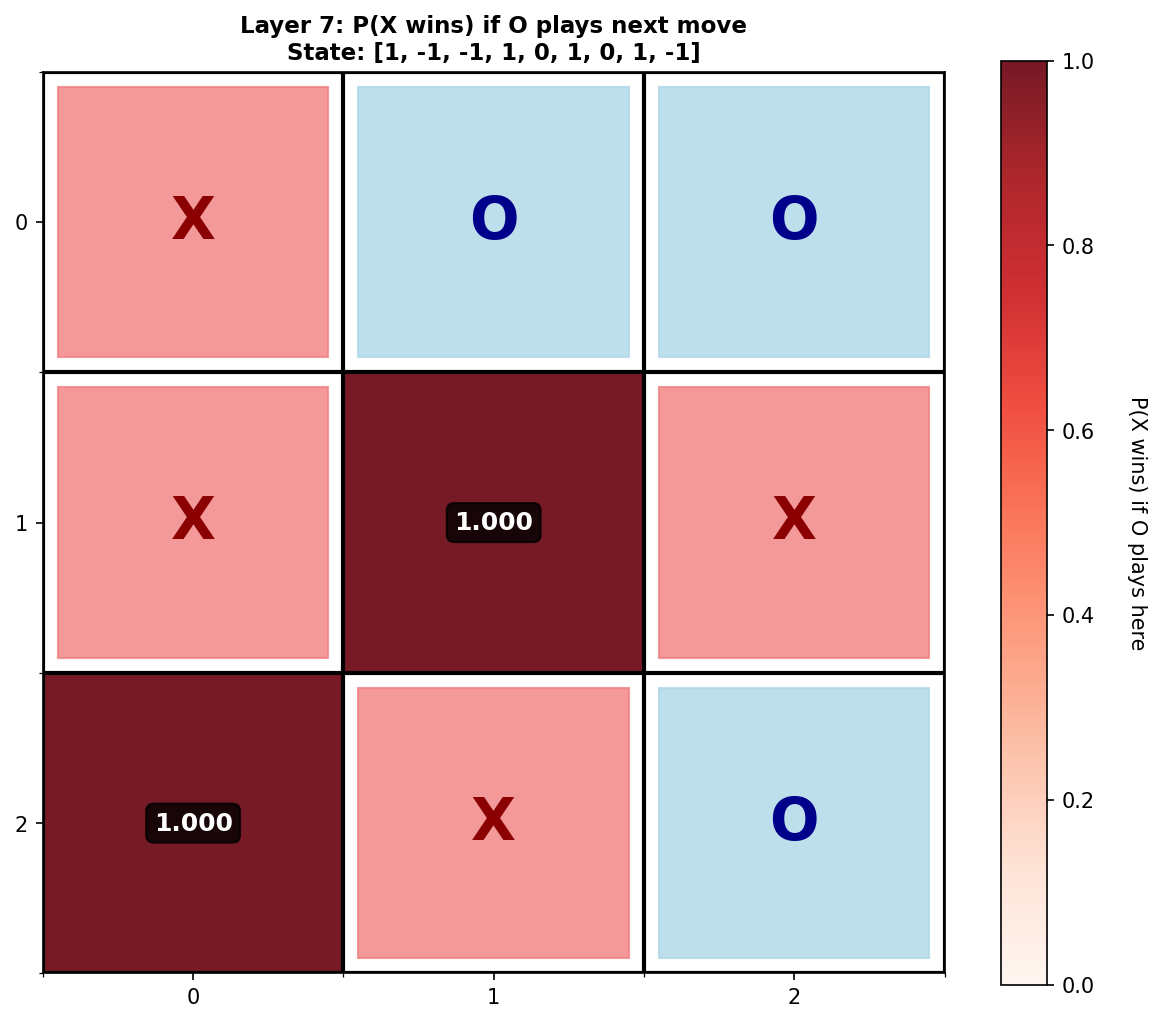 Layer 7: P(X wins) if O plays next move
State: [1, -1, -1, 1, 0, 1, 0, 1, -1]
X O O
X 1.000 X
1.000 X O
0
1
2
0 1 2
1.0
0.8
0.6
0.4
0.2
0.0
P(X wins) if O plays here